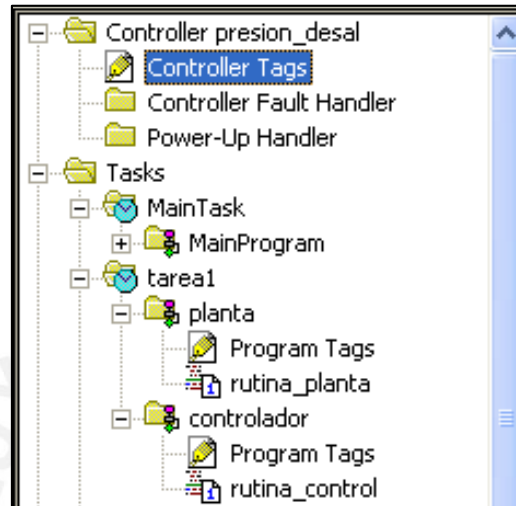 Controller presion_desal
Controller Tags
Controller Fault Handler
Power-Up Handler
Tasks
MainTask
MainProgram
tarea1
planta
Program Tags
rutina_planta
controlador
Program Tags
rutina_control